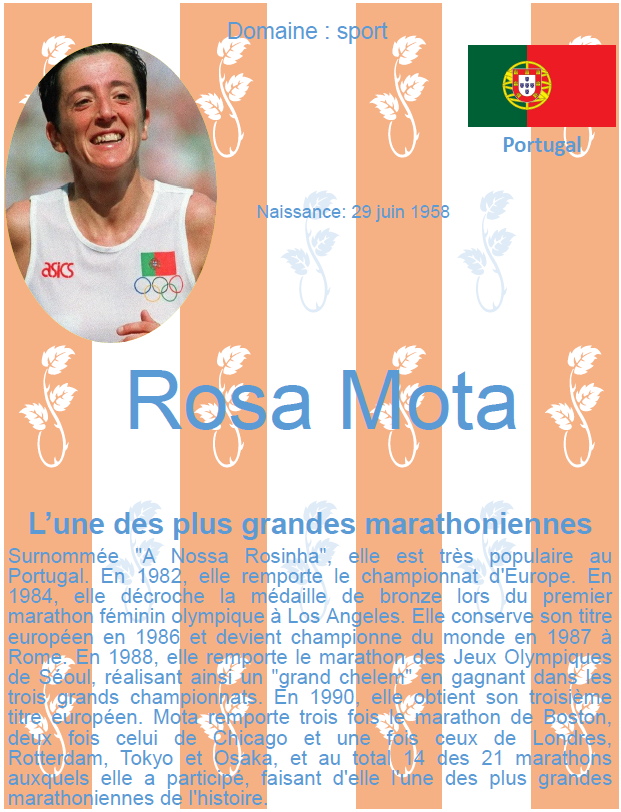 Domaine : sport
Portugal
Naissance: 29 juin 1958
asics
Rosa Mota
L’une des plus grandes marathoniennes
Surnommée "A Nossa Rosinha", elle est très populaire au
Portugal. En 1982, elle remporte le championnat d'Europe. En
1984, elle décroche la médaille de bronze lors du premier
marathon féminin olympique à Los Angeles. Elle conserve son titre
européen en 1986 et devient championne du monde en 1987 à
Rome. En 1988, elle remporte le marathon des Jeux Olympiques
de Séoul, réalisant ainsi un "grand chelem" en gagnant dans les
trois grands championnats. En 1990, elle obtient son troisième
titre européen. Mota remporte trois fois le marathon de Boston,
deux fois celui de Chicago et une fois ceux de Londres,
Rotterdam, Tokyo et Osaka, et au total 14 des 21 marathons
auxquels elle a participé, faisant d'elle l'une des plus grandes
marathoniennes de l'histoire.